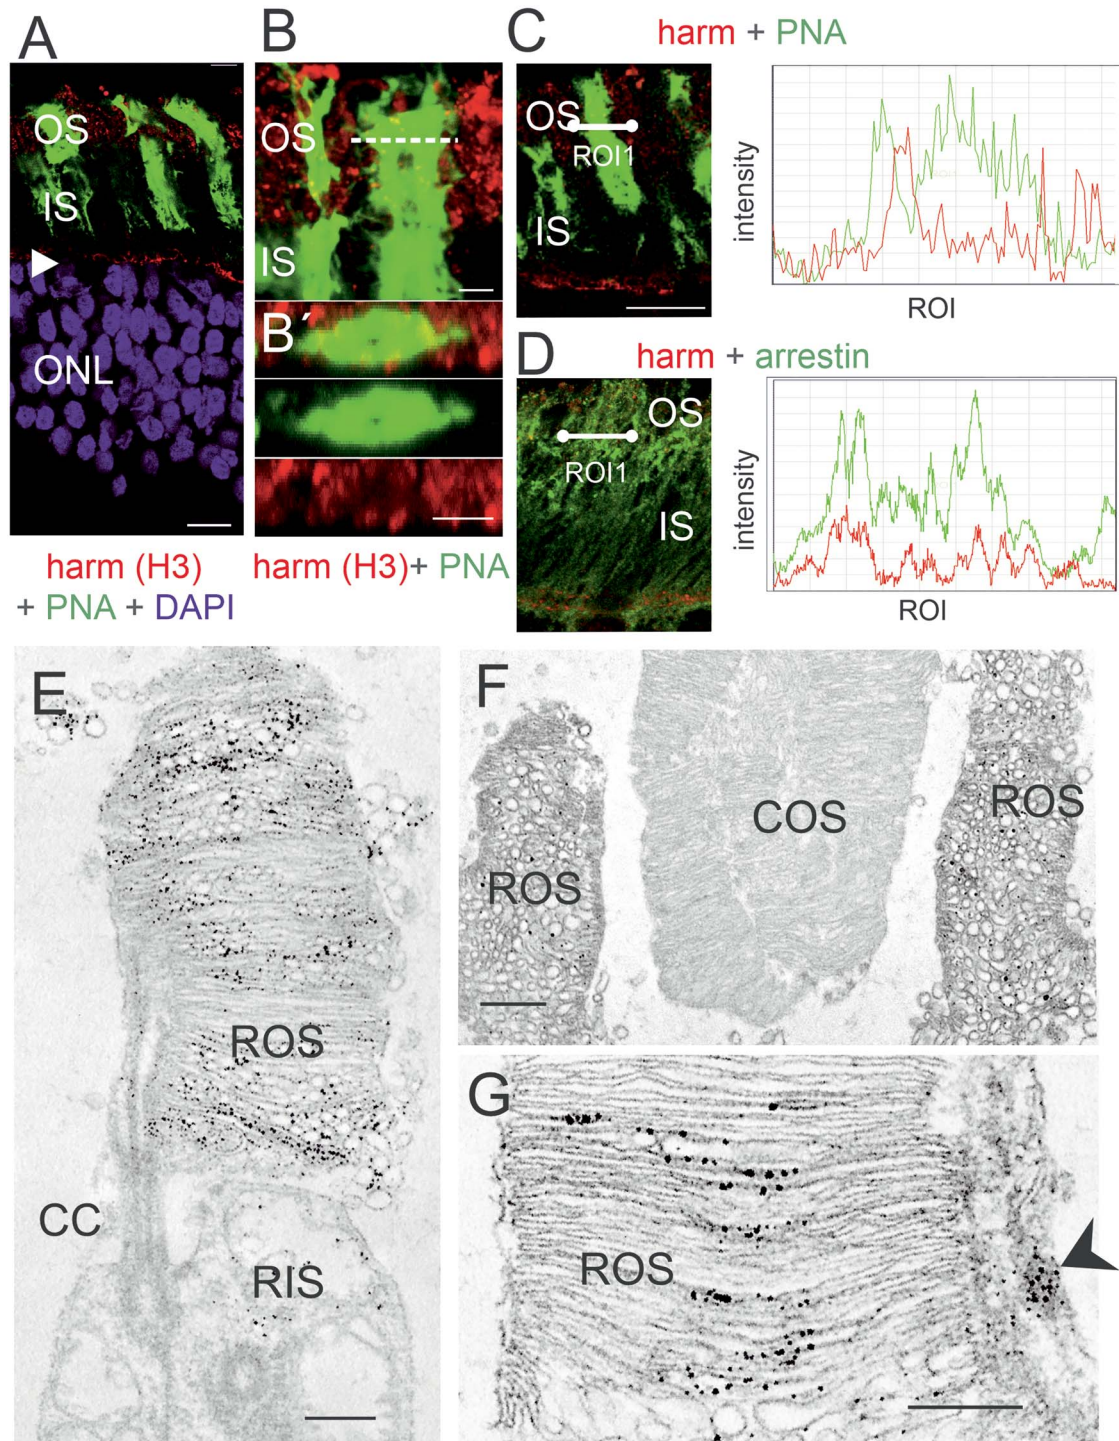 A
OS
IS
ONL
harm (H3)
+ PNA + DAPI
B
OS
IS
B´
harm (H3)+ PNA
C
harm + PNA
OS
ROI1
IS
intensity
ROI
D
harm + arrestin
OS
ROI1
IS
intensity
ROI
E
ROS
CC
RIS
F
COS
ROS
ROS
G
ROS